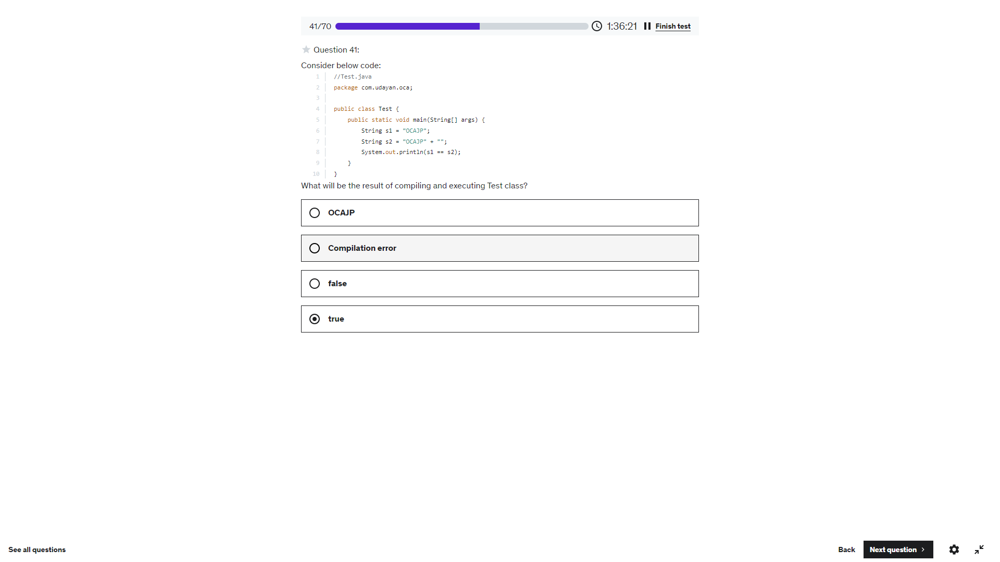 41/70
1:36:21
Finish test
Question 41:
Consider below code:
1 //Test.java
2 package com.udayan.oca;
3
4 public class Test {
5 public static void main(String[] args) {
6 String s1 = "OCAJP";
7 String s2 = "OCAJP" + "";
8 System.out.println(s1 == s2);
9 }
10 }
What will be the result of compiling and executing Test class?
OCAJP
Compilation error
false
true
See all questions
Back
Next question